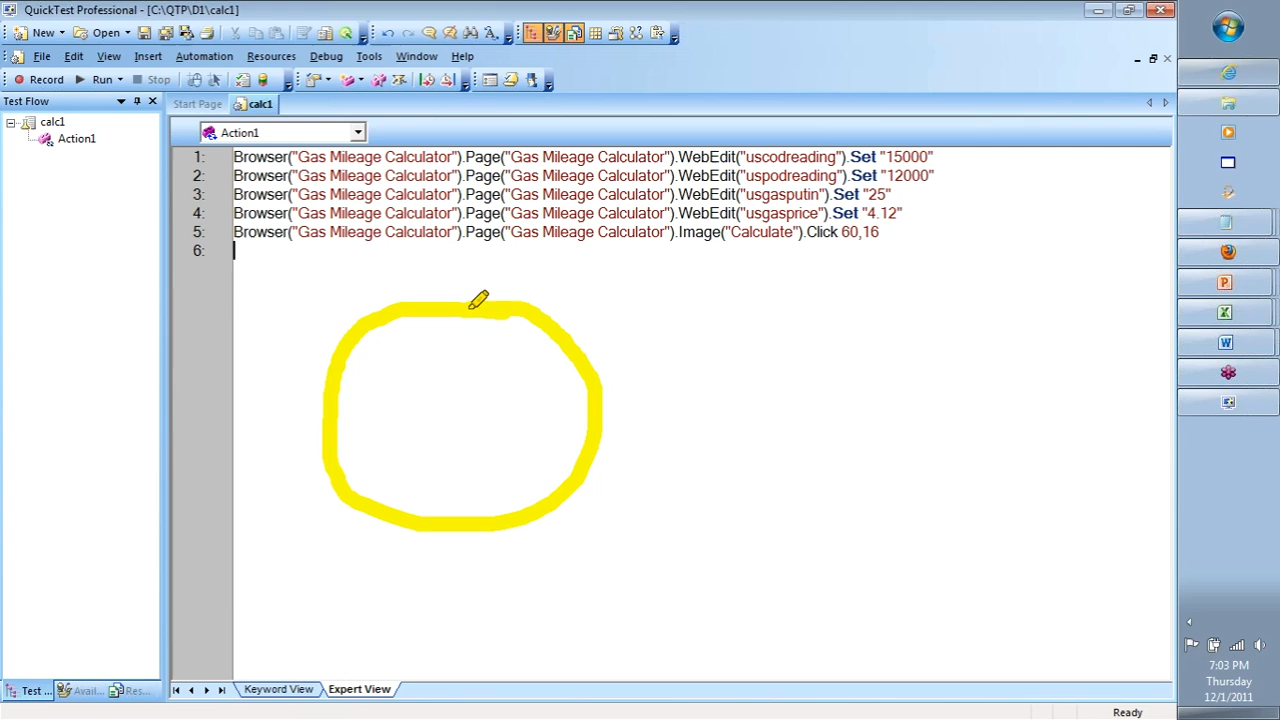 QuickTest Professional - [C:\QTP\D1\calc1]
New Open
File Edit View Insert Automation Resources Debug Tools Window Help
Record Run Stop
Test Flow
Start Page calc1
calc1
Action1
Action1
1: Browser("Gas Mileage Calculator").Page("Gas Mileage Calculator").WebEdit("uscodreading").Set "15000"
2: Browser("Gas Mileage Calculator").Page("Gas Mileage Calculator").WebEdit("uspodreading").Set "12000"
3: Browser("Gas Mileage Calculator").Page("Gas Mileage Calculator").WebEdit("usgasputin").Set "25"
4: Browser("Gas Mileage Calculator").Page("Gas Mileage Calculator").WebEdit("usgasprice").Set "4.12"
5: Browser("Gas Mileage Calculator").Page("Gas Mileage Calculator").Image("Calculate").Click 60,16
6:
Test ... Avai... Res...
Keyword View Expert View
Ready
7:03 PM
Thursday
12/1/2011